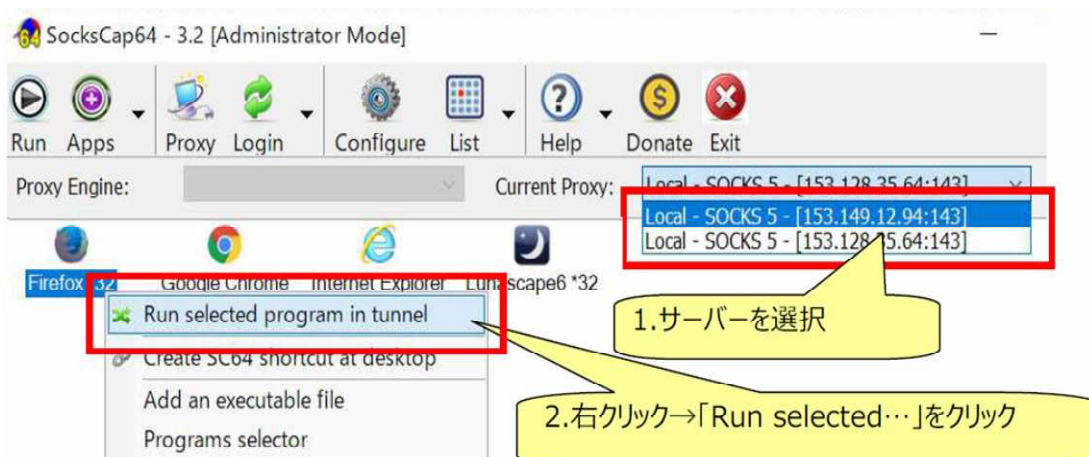 SocksCap64 - 3.2 [Administrator Mode]
Run Apps Proxy Login Configure List Help Donate Exit
Proxy Engine: Current Proxy: Local - SOCKS 5 - [153.128.35.64:143]
Local - SOCKS 5 - [153.149.12.94:143]
Local - SOCKS 5 - [153.128.35.64:143]
Firefox *32 Google Chrome Internet Explorer Lunascape6 *32
1.サーバーを選択
Run selected program in tunnel
Create SC64 shortcut at desktop
Add an executable file
2.右クリック→「Run selected…」をクリック
Programs selector